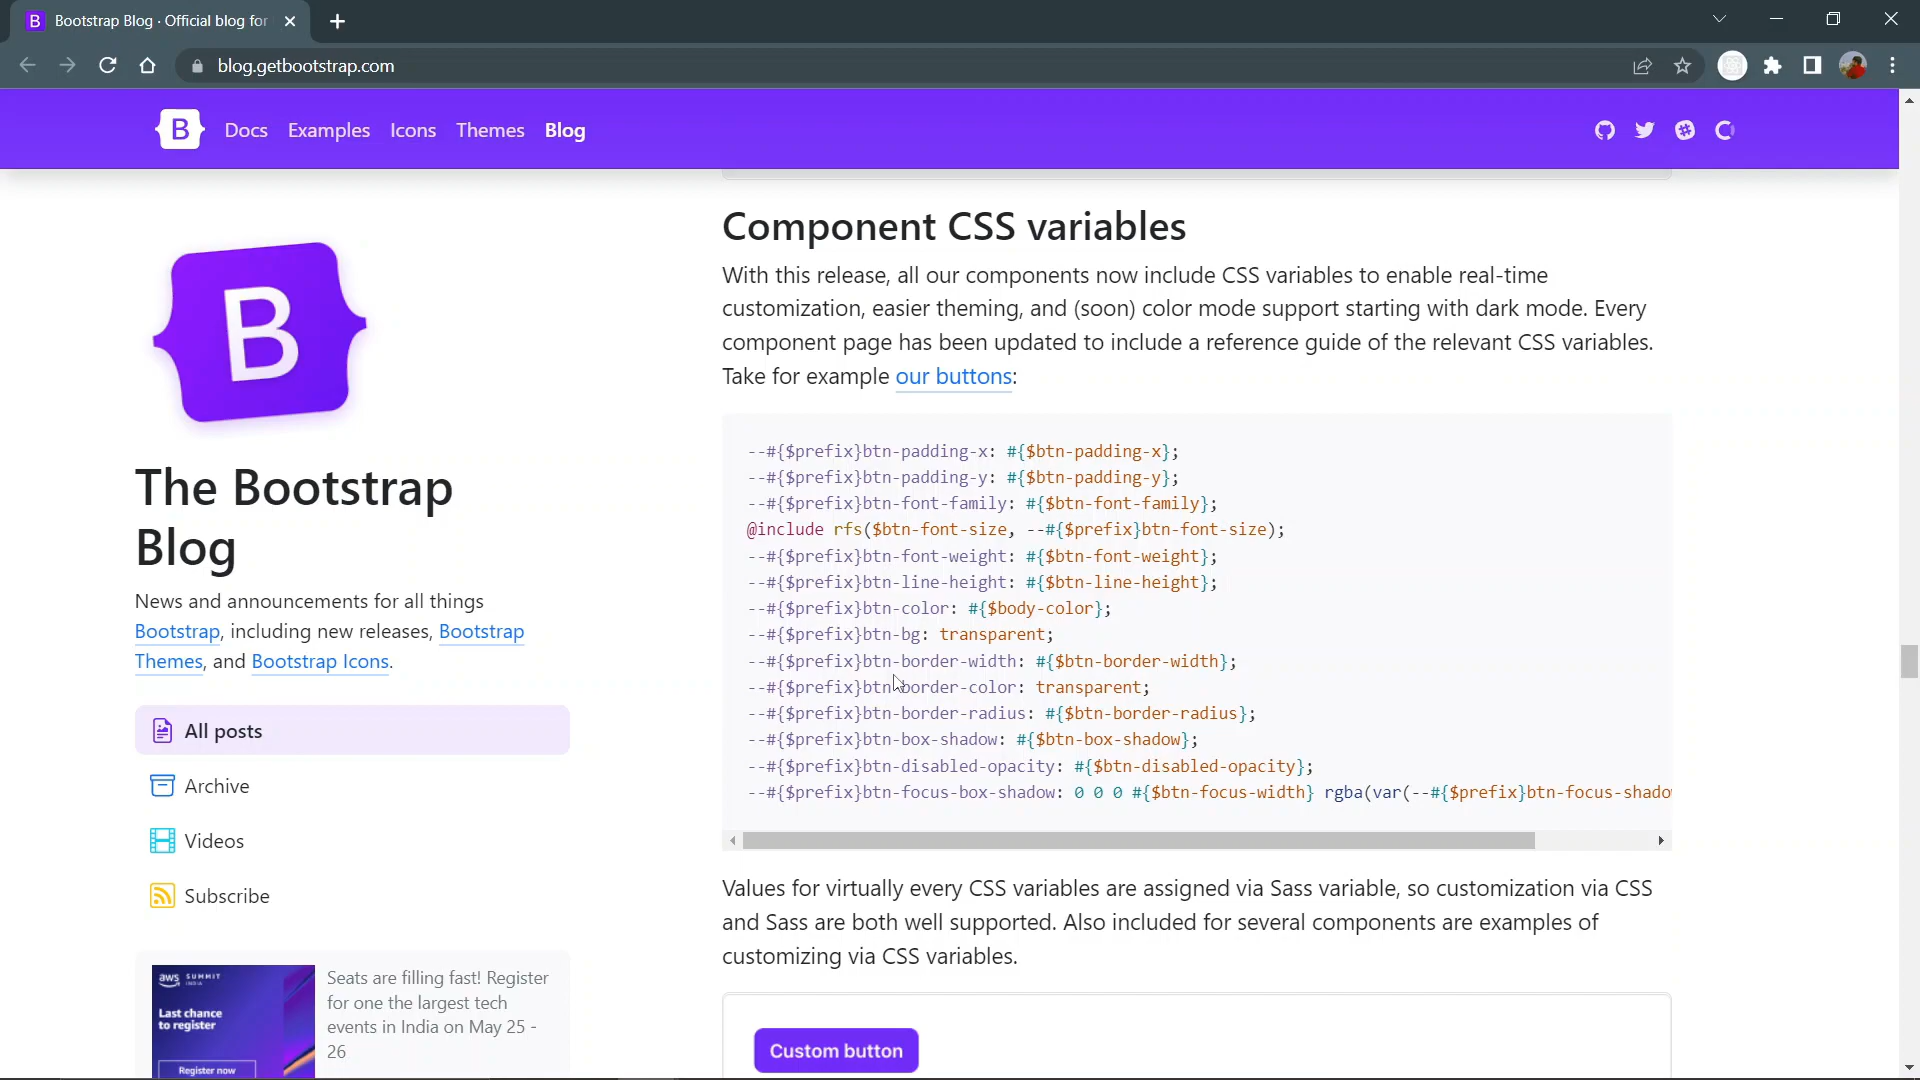 B Bootstrap Blog · Official blog for
blog.getbootstrap.com
B Docs Examples Icons Themes Blog
B
The Bootstrap
Blog
News and announcements for all things
Bootstrap, including new releases, Bootstrap
Themes, and Bootstrap Icons.
All posts
Archive
Videos
Subscribe
aws SUMMIT
INDIA
Last chance
to register
Register now
Seats are filling fast! Register
for one the largest tech
events in India on May 25 -
26
Component CSS variables
With this release, all our components now include CSS variables to enable real-time
customization, easier theming, and (soon) color mode support starting with dark mode. Every
component page has been updated to include a reference guide of the relevant CSS variables.
Take for example our buttons:
--#{$prefix}btn-padding-x: #{$btn-padding-x};
--#{$prefix}btn-padding-y: #{$btn-padding-y};
--#{$prefix}btn-font-family: #{$btn-font-family};
@include rfs($btn-font-size, --#{$prefix}btn-font-size);
--#{$prefix}btn-font-weight: #{$btn-font-weight};
--#{$prefix}btn-line-height: #{$btn-line-height};
--#{$prefix}btn-color: #{$body-color};
--#{$prefix}btn-bg: transparent;
--#{$prefix}btn-border-width: #{$btn-border-width};
--#{$prefix}btn-border-color: transparent;
--#{$prefix}btn-border-radius: #{$btn-border-radius};
--#{$prefix}btn-box-shadow: #{$btn-box-shadow};
--#{$prefix}btn-disabled-opacity: #{$btn-disabled-opacity};
--#{$prefix}btn-focus-box-shadow: 0 0 0 #{$btn-focus-width} rgba(var(--#{$prefix}btn-focus-shado
Values for virtually every CSS variables are assigned via Sass variable, so customization via CSS
and Sass are both well supported. Also included for several components are examples of
customizing via CSS variables.
Custom button